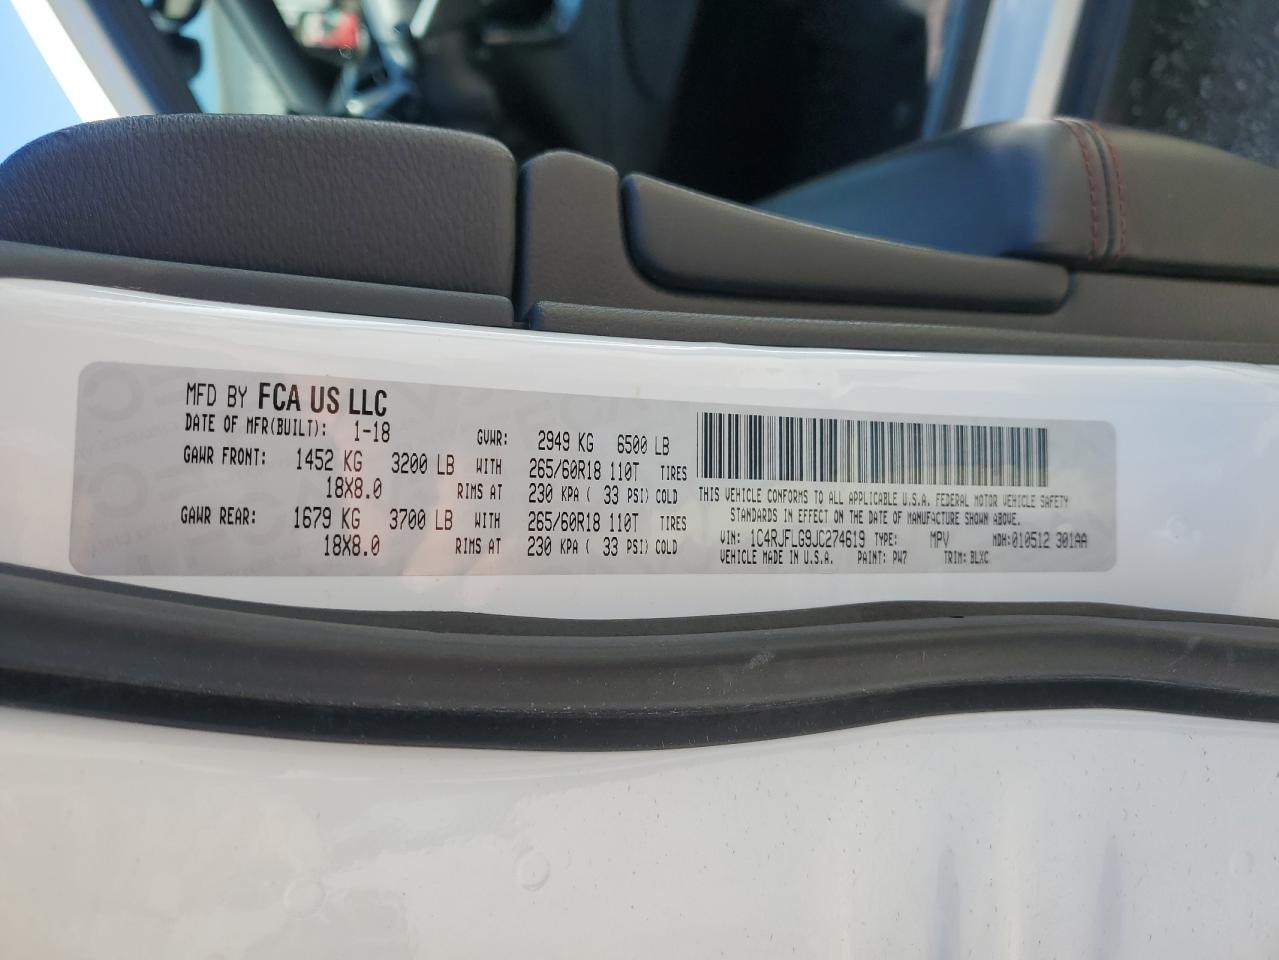 MFD BY FCA US LLC
DATE OF MFR(BUILT): 1-18 GVWR: 2949 KG 6500 LB
GAWR FRONT: 1452 KG 3200 LB WITH 265/60R18 110T TIRES
18X8.0 RIMS AT 230 KPA ( 33 PSI) COLD
GAWR REAR: 1679 KG 3700 LB WITH 265/60R18 110T TIRES
18X8.0 RIMS AT 230 KPA ( 33 PSI) COLD
THIS VEHICLE CONFORMS TO ALL APPLICABLE U.S.A. FEDERAL MOTOR VEHICLE SAFETY
STANDARDS IN EFFECT ON THE DATE OF MANUFACTURE SHOWN ABOVE.
VIN: 1C4RJFLG9JC274619 TYPE: MPV MDH:010512 301AA
VEHICLE MADE IN U.S.A. PAINT: PW7 TRIM: BLXC